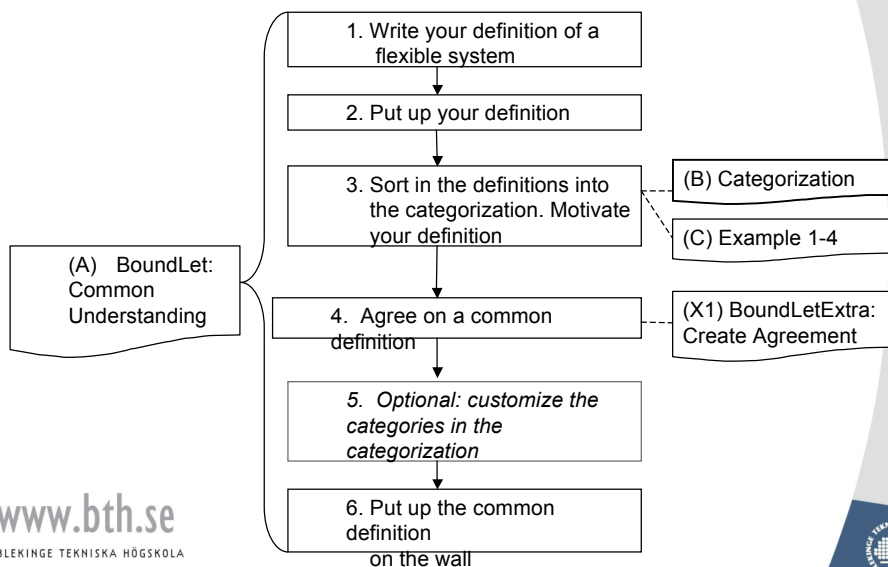 1. Write your definition of a
flexible system
2. Put up your definition
3. Sort in the definitions into
the categorization. Motivate
your definition
(B) Categorization
(C) Example 1-4
(A) BoundLet:
Common
Understanding
4. Agree on a common
definition
(X1) BoundLetExtra:
Create Agreement
5. Optional: customize the
categories in the
categorization
6. Put up the common
definition
on the wall
www.bth.se
BLEKINGE TEKNISKA HÖGSKOLA